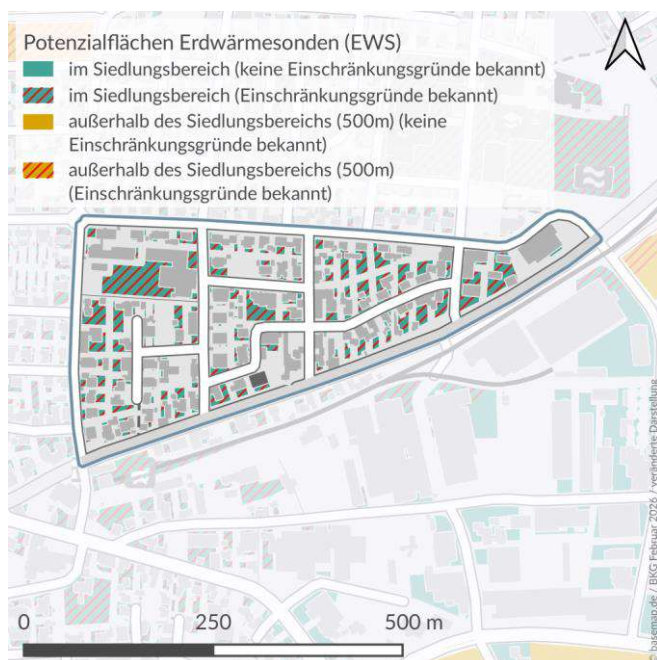 Potenzialflächen Erdwärmesonden (EWS)
im Siedlungsbereich (keine Einschränkungsgründe bekannt)
im Siedlungsbereich (Einschränkungsgründe bekannt)
außerhalb des Siedlungsbereichs (500m) (keine
Einschränkungsgründe bekannt)
außerhalb des Siedlungsbereichs (500m)
(Einschränkungsgründe bekannt)
© basemap.de / BKG Februar 2026 / veränderte Darstellung
0 250 500 m